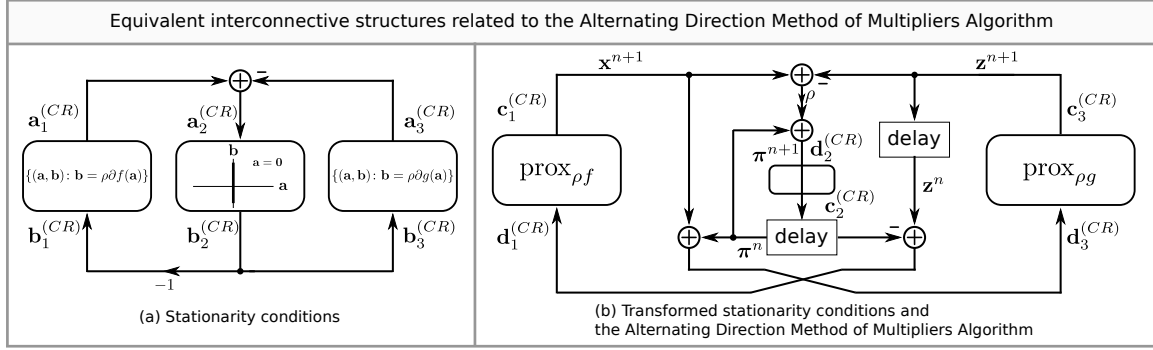 Equivalent interconnective structures related to the Alternating Direction Method of Multipliers Algorithm
-
a_1^{(CR)}
a_2^{(CR)}
a_3^{(CR)}
{(a, b): b = ρ∂f(a)}
b
a = 0
a
{(a, b): b = ρ∂g(a)}
b_1^{(CR)}
b_2^{(CR)}
b_3^{(CR)}
−1
(a) Stationarity conditions
x^{n+1}
z^{n+1}
-
ρ
c_1^{(CR)}
c_3^{(CR)}
prox_{ρf}
π^{n+1}
d_2^{(CR)}
delay
prox_{ρg}
z^n
c_2^{(CR)}
d_1^{(CR)}
delay
-
d_3^{(CR)}
π^n
(b) Transformed stationarity conditions and
the Alternating Direction Method of Multipliers Algorithm